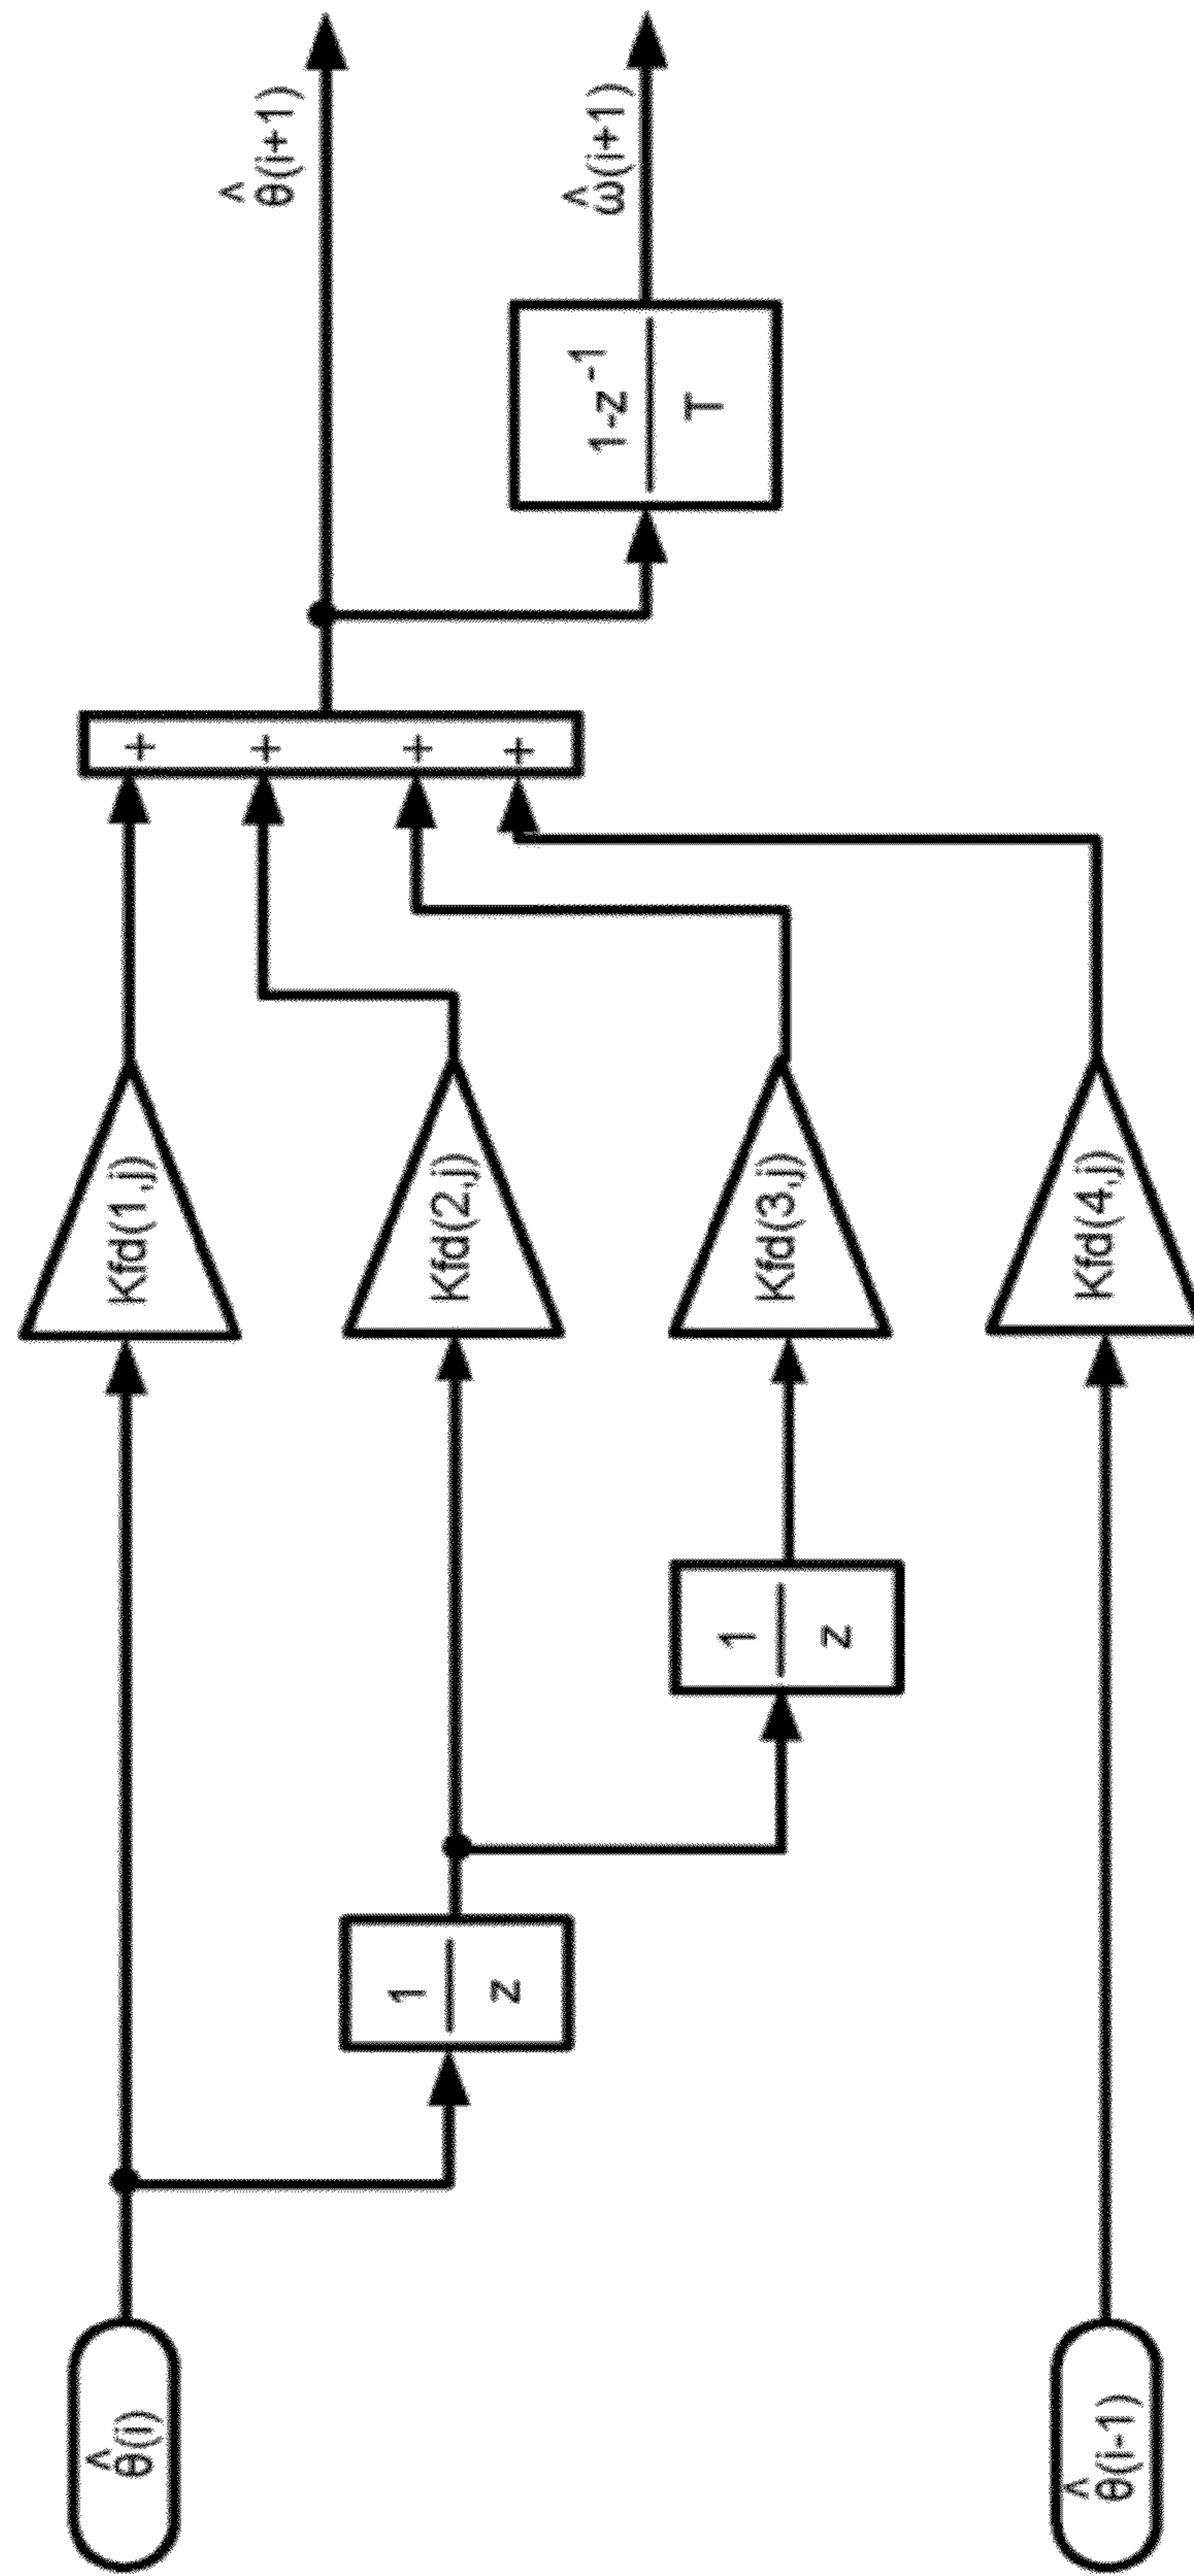 θ̂(i)
1
z
1
z
Kfd(1,j)
Kfd(2,j)
Kfd(3,j)
Kfd(4,j)
+
+
+
+
θ̂(i+1)
1-z⁻¹
T
ω̂(i+1)
θ̂(i-1)